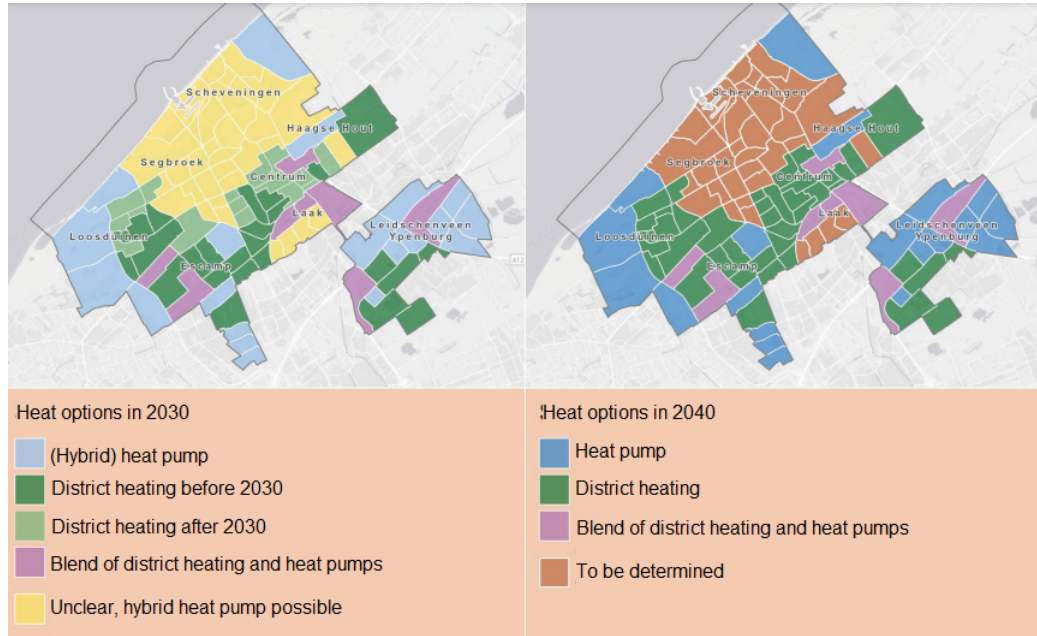 Scheveningen
Haagse Hout
Segbroek
Centrum
Laak
Loosduinen
Escamp
Leidschenveen
Ypenburg
A12
Scheveningen
Haagse Hout
Segbroek
Centrum
Laak
Loosduinen
Escamp
Leidschenveen
Ypenburg
A12
Heat options in 2030
(Hybrid) heat pump
District heating before 2030
District heating after 2030
Blend of district heating and heat pumps
Unclear, hybrid heat pump possible
Heat options in 2040
Heat pump
District heating
Blend of district heating and heat pumps
To be determined